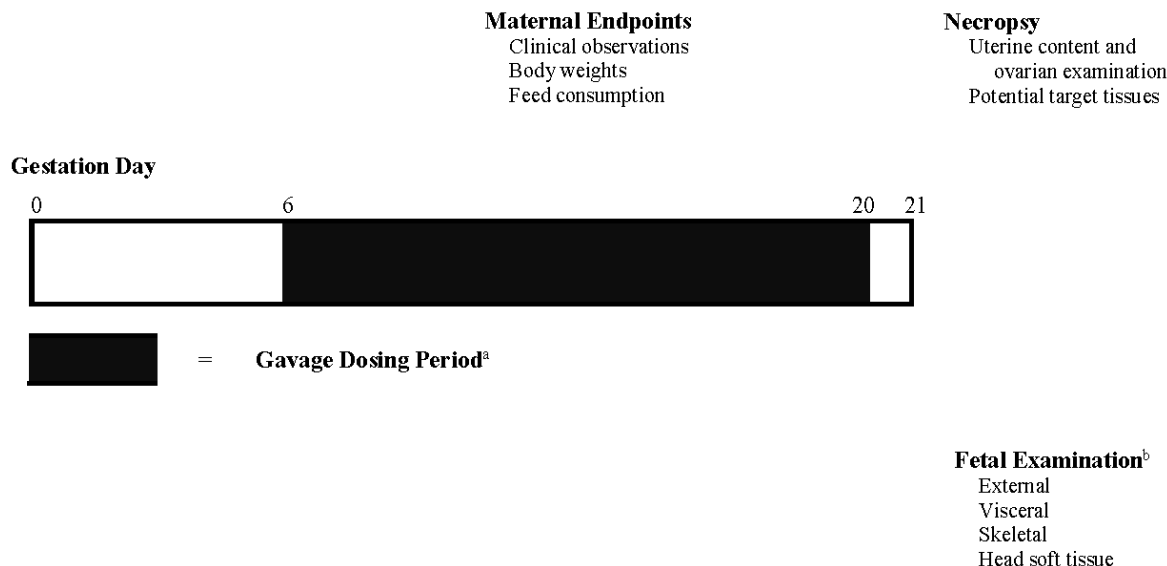 Maternal Endpoints
Clinical observations
Body weights
Feed consumption
Necropsy
Uterine content and
ovarian examination
Potential target tissues
Gestation Day
0 6 20 21
= Gavage Dosing Periodᵃ
Fetal Examinationᵇ
External
Visceral
Skeletal
Head soft tissue